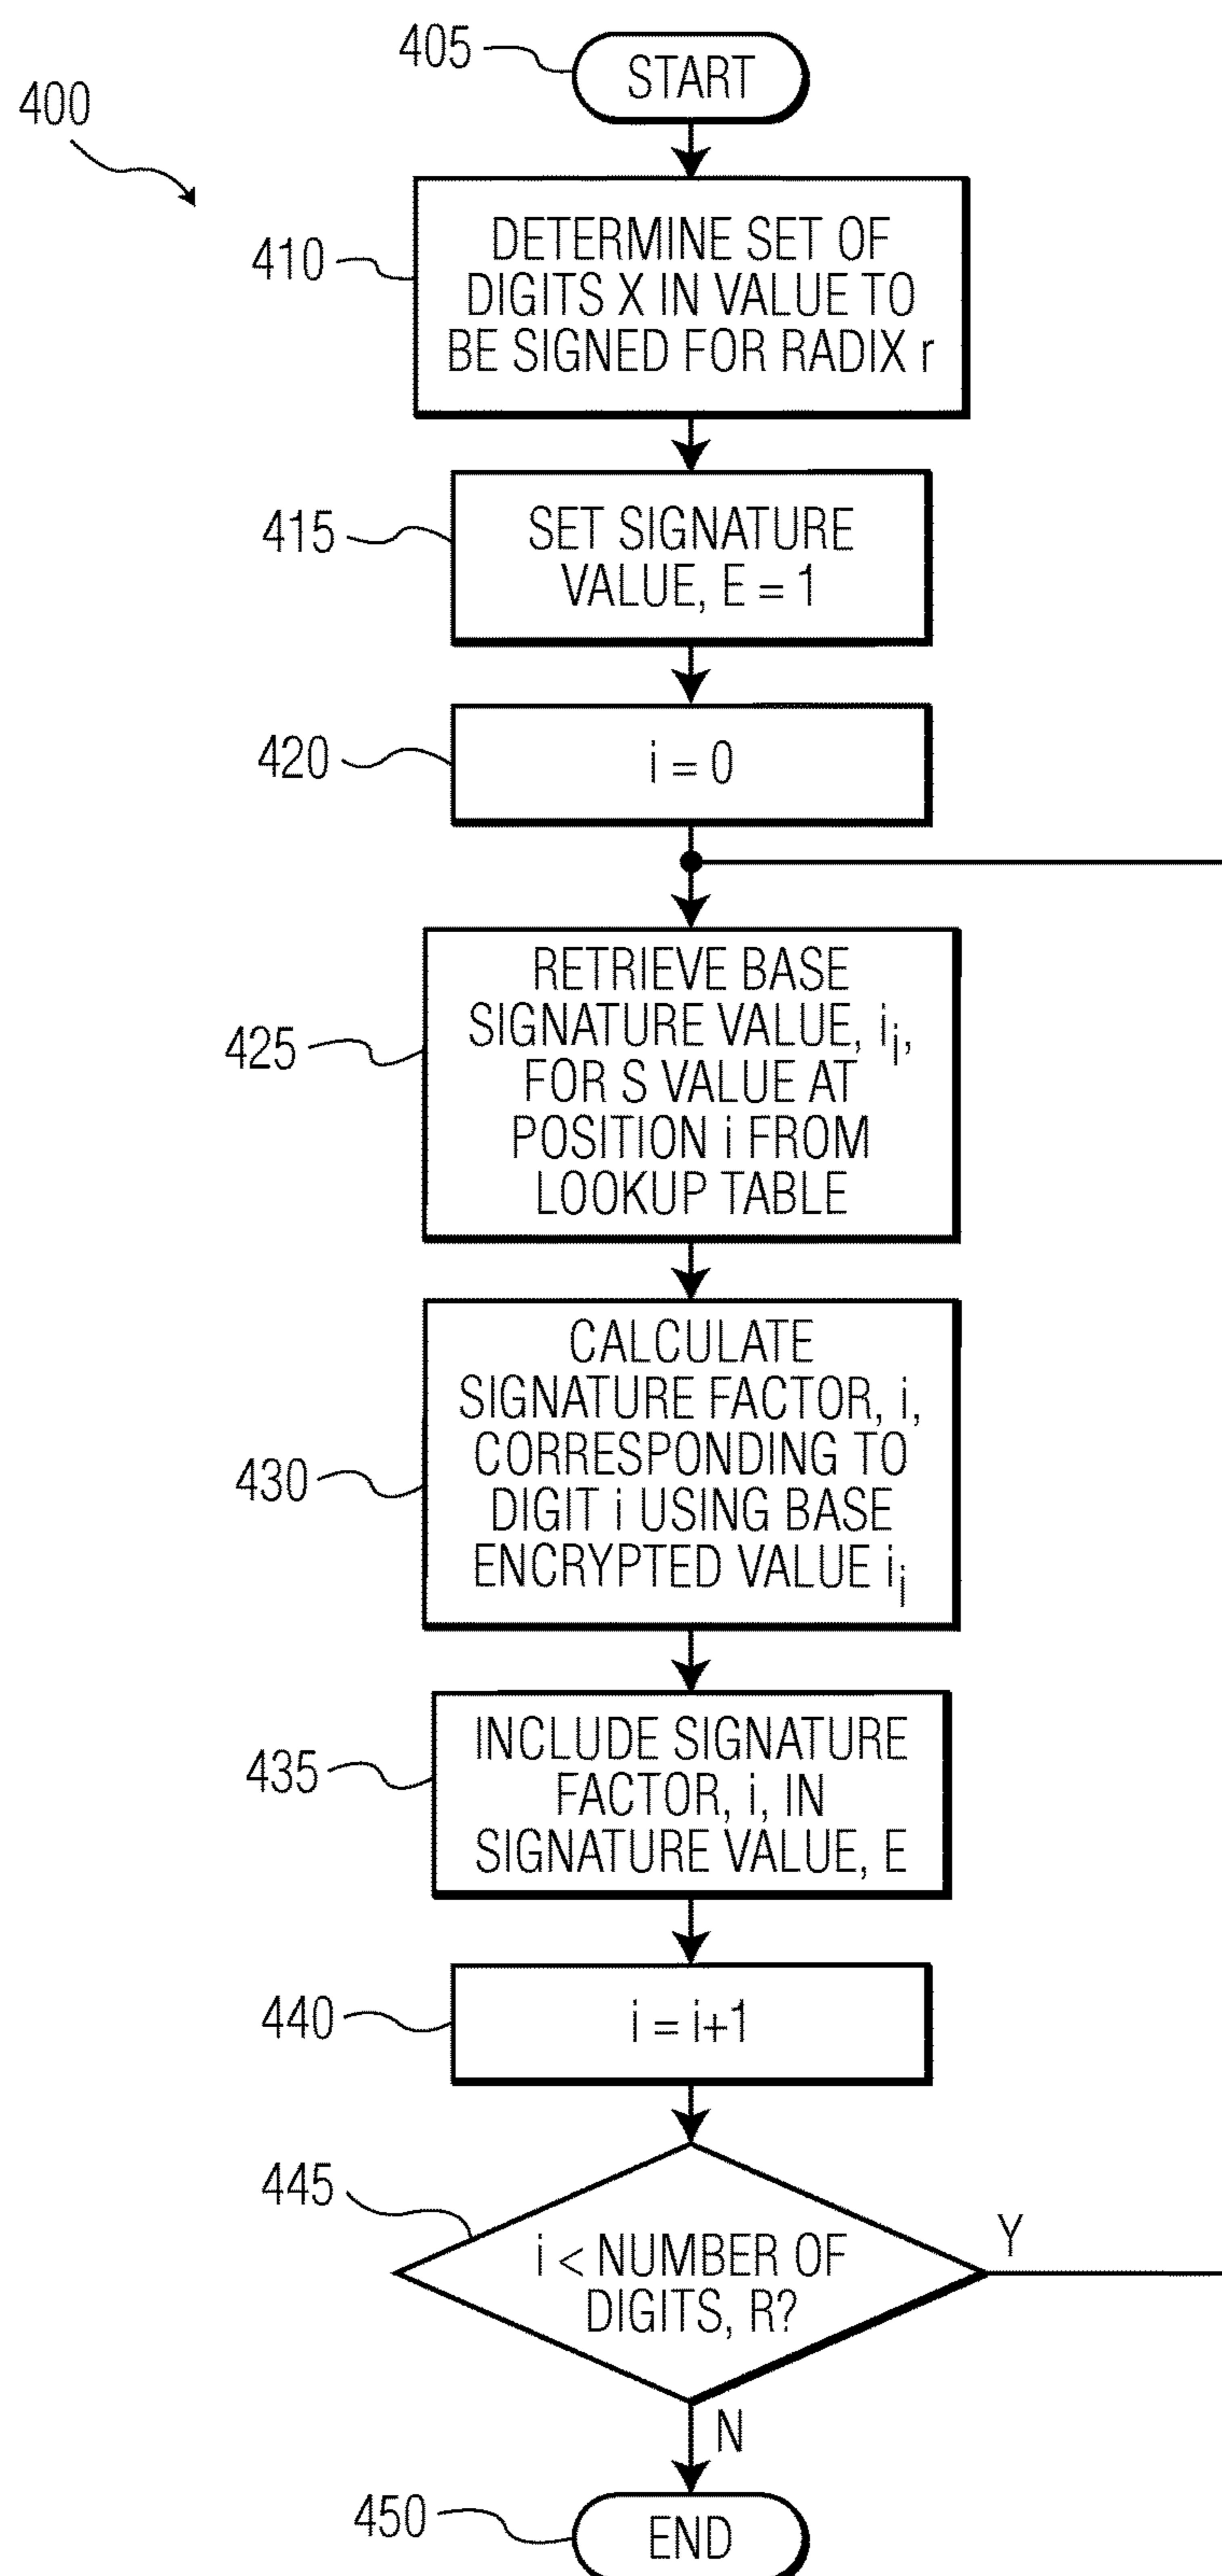 405
START
400
410
DETERMINE SET OF
DIGITS X IN VALUE TO
BE SIGNED FOR RADIX r
415
SET SIGNATURE
VALUE, E = 1
420
i = 0
425
RETRIEVE BASE
SIGNATURE VALUE, iᵢ,
FOR S VALUE AT
POSITION i FROM
LOOKUP TABLE
430
CALCULATE
SIGNATURE FACTOR, i,
CORRESPONDING TO
DIGIT i USING BASE
ENCRYPTED VALUE iᵢ
435
INCLUDE SIGNATURE
FACTOR, i, IN
SIGNATURE VALUE, E
440
i = i+1
445
i < NUMBER OF
DIGITS, R?
Y
N
450
END